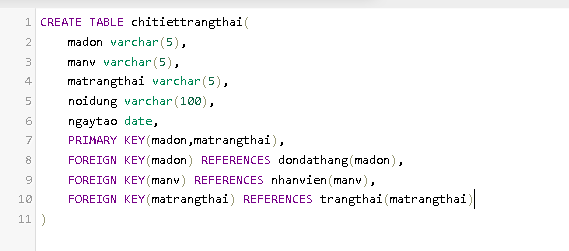 1 CREATE TABLE chitiettrangthai(
2 madon varchar(5),
3 manv varchar(5),
4 matrangthai varchar(5),
5 noidung varchar(100),
6 ngaytao date,
7 PRIMARY KEY(madon,matrangthai),
8 FOREIGN KEY(madon) REFERENCES dondathang(madon),
9 FOREIGN KEY(manv) REFERENCES nhanvien(manv),
10 FOREIGN KEY(matrangthai) REFERENCES trangthai(matrangthai)
11 )